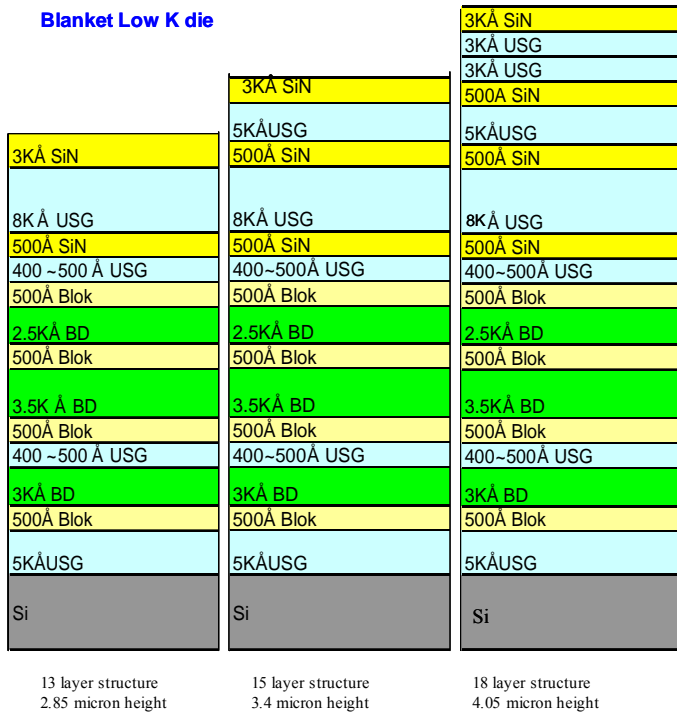 Blanket Low K die
3KÅ SiN
8KÅ USG
500Å SiN
400 ~500 Å USG
500Å Blok
2.5KÅ BD
500Å Blok
3.5K Å BD
500Å Blok
400 ~500 Å USG
3KÅ BD
500Å Blok
5KÅUSG
Si
13 layer structure
2.85 micron height
3KÅ SiN
5KÅUSG
500Å SiN
8KÅ USG
500Å SiN
400~500Å USG
500Å Blok
2.5KÅ BD
500Å Blok
3.5KÅ BD
500Å Blok
400~500Å USG
3KÅ BD
500Å Blok
5KÅUSG
Si
15 layer structure
3.4 micron height
3KÅ SiN
3KÅ USG
3KÅ USG
500A SiN
5KÅUSG
500Å SiN
8KÅ USG
500Å SiN
400~500Å USG
500Å Blok
2.5KÅ BD
500Å Blok
3.5KÅ BD
500Å Blok
400~500Å USG
3KÅ BD
500Å Blok
5KÅUSG
Si
18 layer structure
4.05 micron height